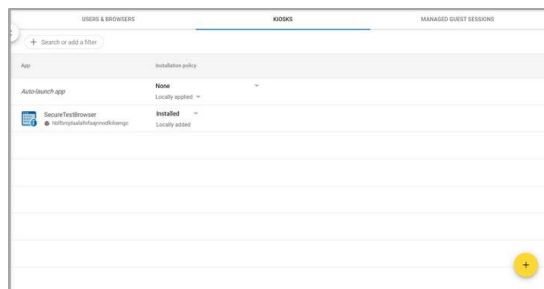 USERS & BROWSERS
KIOSKS
MANAGED GUEST SESSIONS
+ Search or add a filter
App
Installation policy
Auto-launch app
None
Locally applied
SecureTestBrowser
Installed
Locally added
+